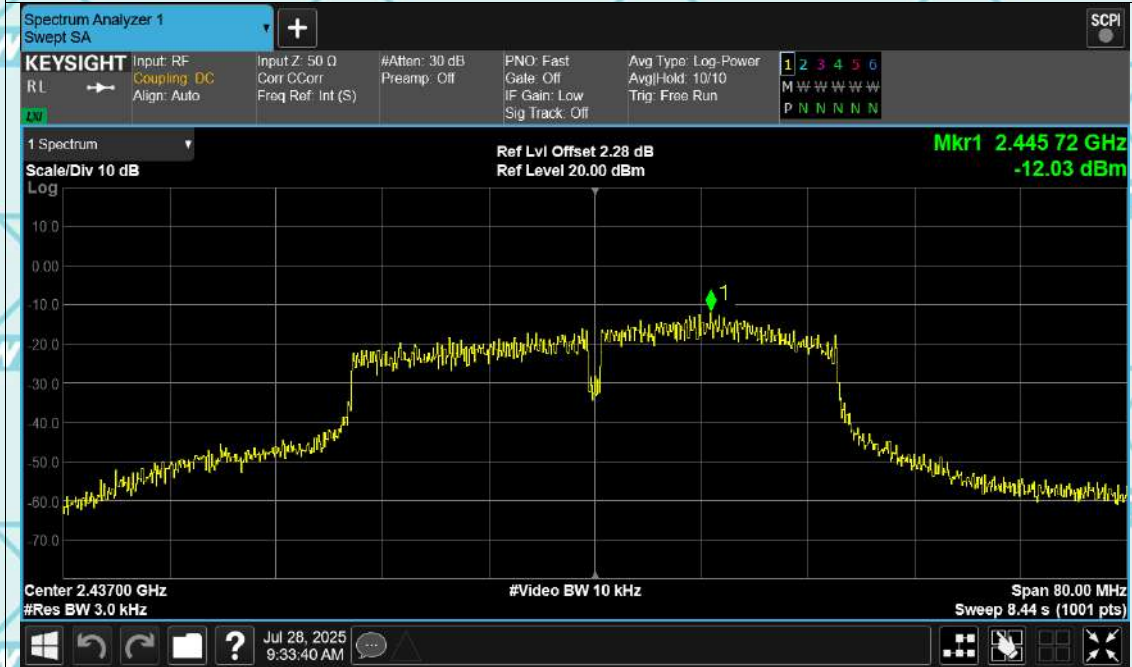 Spectrum Analyzer 1
Swept SA
SCPI
KEYSIGHT
RL
LXI
Input: RF
Coupling: DC
Align: Auto
Input Z: 50 Ω
Corr CCorr
Freq Ref: Int (S)
#Atten: 30 dB
Preamp: Off
PNO: Fast
Gate: Off
IF Gain: Low
Sig Track: Off
Avg Type: Log-Power
Avg|Hold: 10/10
Trig: Free Run
1 2 3 4 5 6
M W W W W W
P N N N N N
1 Spectrum
Scale/Div 10 dB
Log
Ref Lvl Offset 2.28 dB
Ref Level 20.00 dBm
Mkr1 2.445 72 GHz
-12.03 dBm
10.0
0.00
-10.0
-20.0
-30.0
-40.0
-50.0
-60.0
-70.0
1
Center 2.43700 GHz
#Res BW 3.0 kHz
#Video BW 10 kHz
Span 80.00 MHz
Sweep 8.44 s (1001 pts)
?
Jul 28, 2025
9:33:40 AM